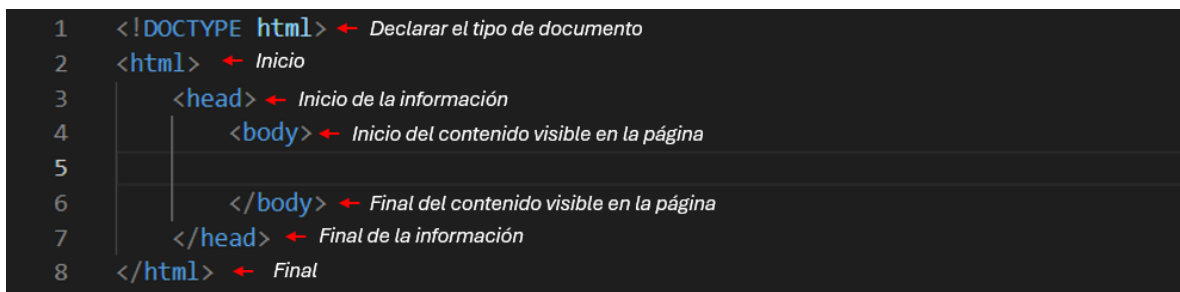 1 <!DOCTYPE html> ← Declarar el tipo de documento
2 <html> ← Inicio
3 <head> ← Inicio de la información
4 <body> ← Inicio del contenido visible en la página
5
6 </body> ← Final del contenido visible en la página
7 </head> ← Final de la información
8 </html> ← Final